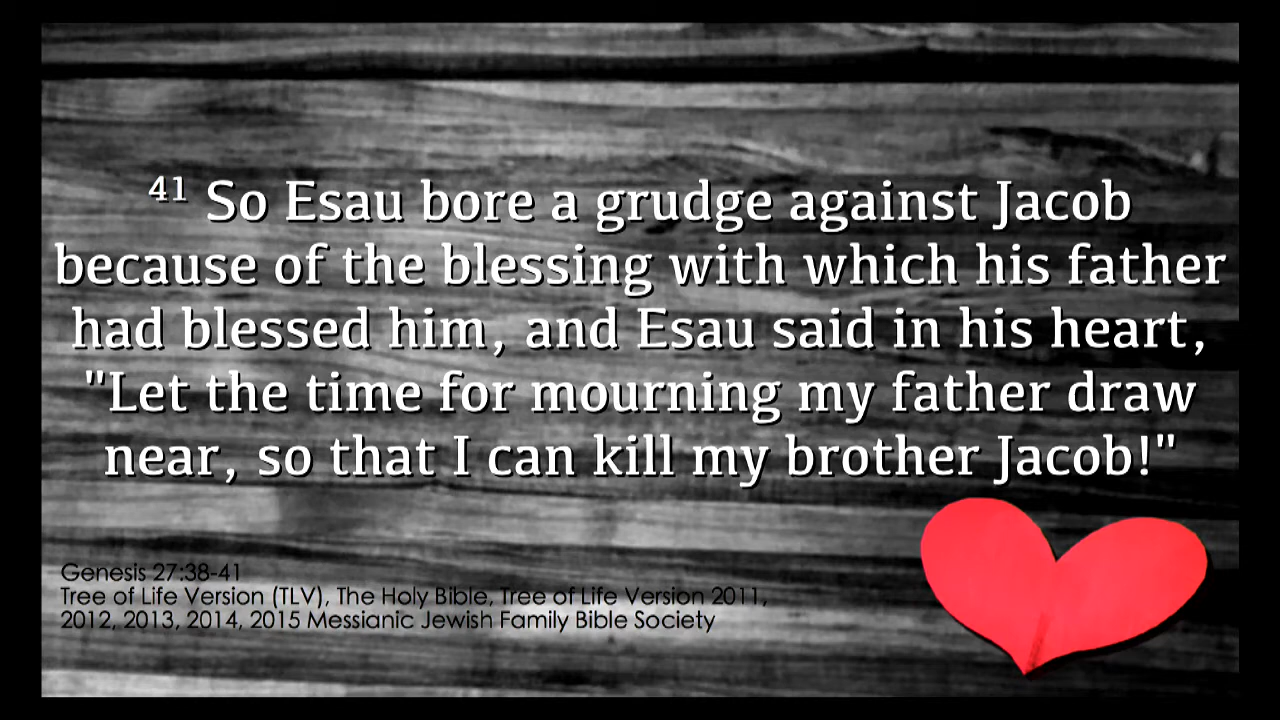 41 So Esau bore a grudge against Jacob
because of the blessing with which his father
had blessed him, and Esau said in his heart,
"Let the time for mourning my father draw
near, so that I can kill my brother Jacob!"
Genesis 27:38-41
Tree of Life Version (TLV), The Holy Bible, Tree of Life Version 2011,
2012, 2013, 2014, 2015 Messianic Jewish Family Bible Society